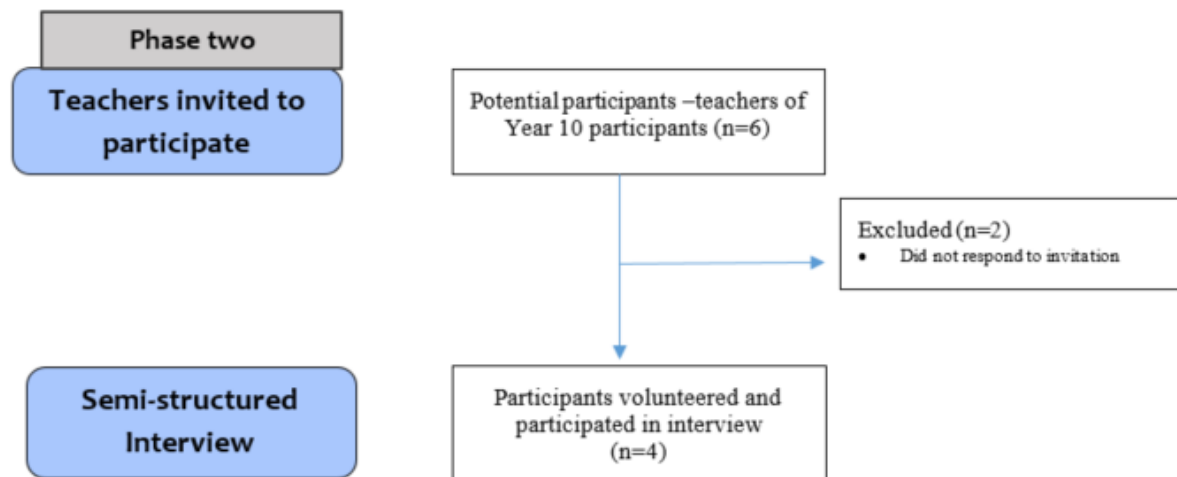 Phase two
Teachers invited to
participate
Potential participants –teachers of
Year 10 participants (n=6)
Excluded (n=2)
• Did not respond to invitation
Semi-structured
Interview
Participants volunteered and
participated in interview
(n=4)